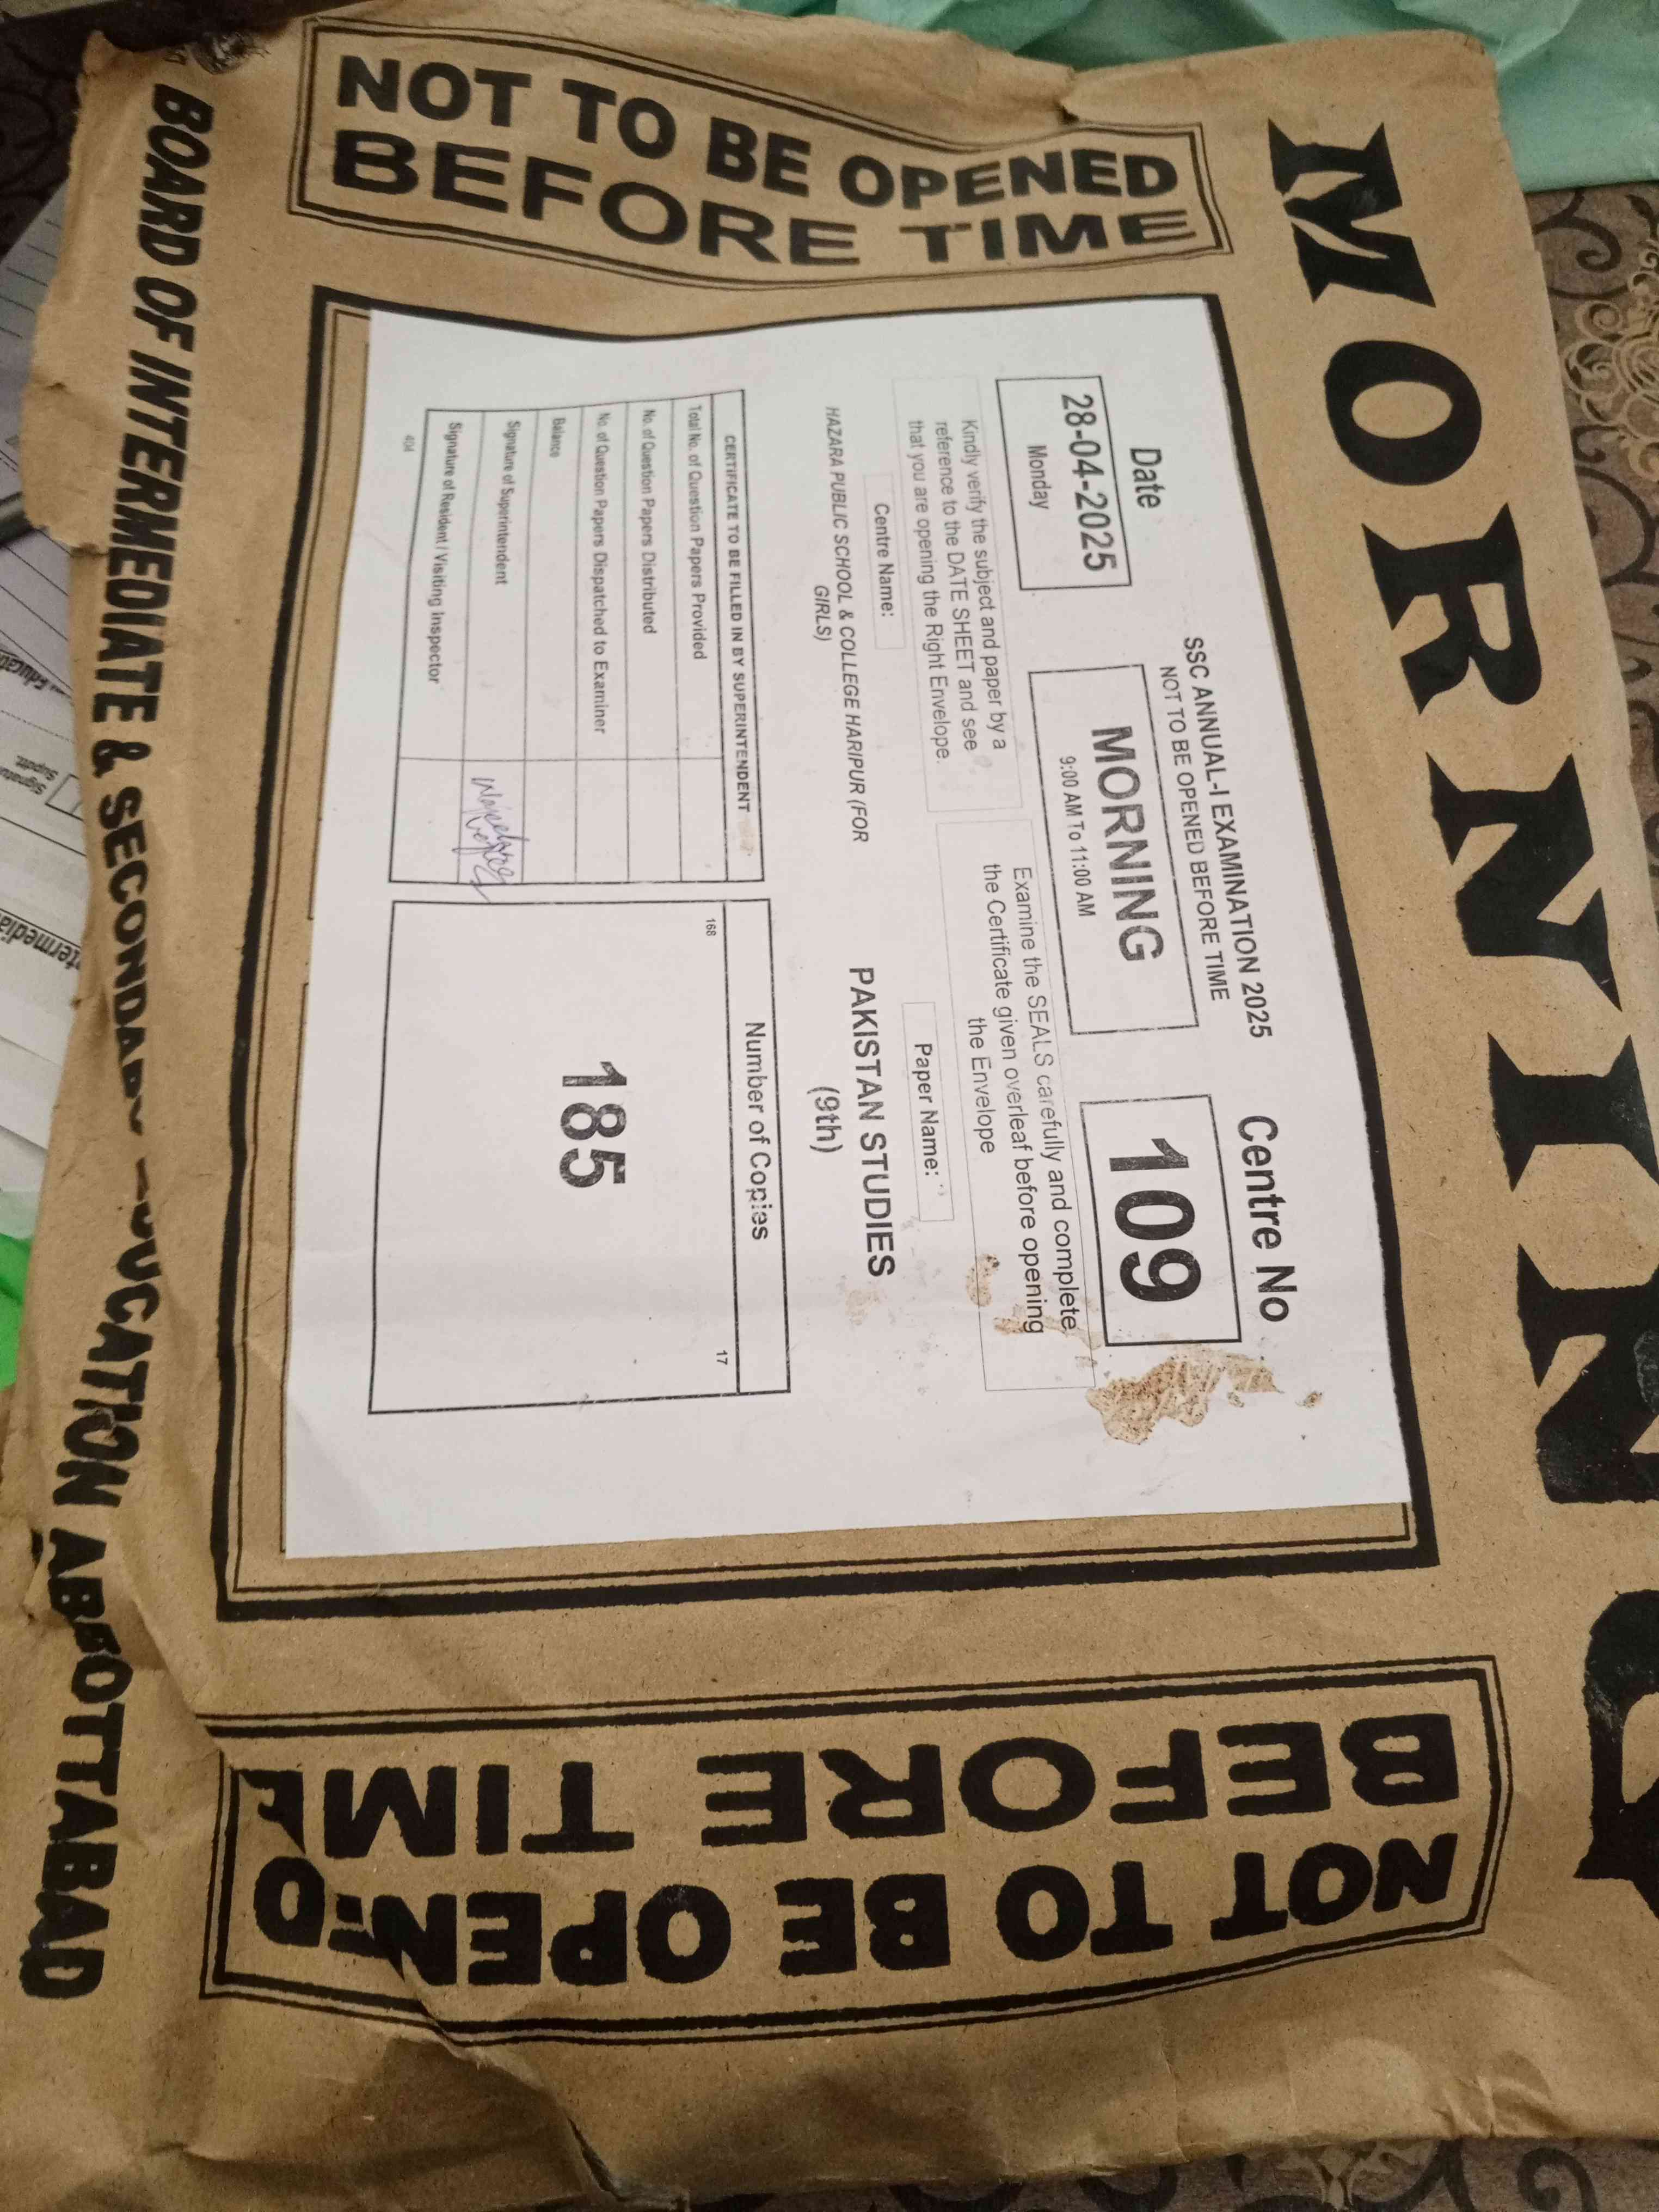 MORNING
NOT TO BE OPENED
BEFORE TIME
SSC ANNUAL-I EXAMINATION 2025
NOT TO BE OPENED BEFORE TIME
Date
28-04-2025
Monday
MORNING
9:00 AM To 11:00 AM
Centre No
109
Kindly verify the subject and paper by a
reference to the DATE SHEET and see
that you are opening the Right Envelope.
Examine the SEALS carefully and complete
the Certificate given overleaf before opening
the Envelope
Centre Name:
HAZARA PUBLIC SCHOOL & COLLEGE HARIPUR (FOR
GIRLS)
Paper Name:
PAKISTAN STUDIES
(9th)
CERTIFICATE TO BE FILLED IN BY SUPERINTENDENT
Total No. of Question Papers Provided
No. of Question Papers Distributed
No. of Question Papers Dispatched to Examiner
Balance
Signature of Superintendent
Signature of Resident / Visiting Inspector
404
Number of Copies
168
17
185
NOT TO BE OPENED
BEFORE TIME
BOARD OF INTERMEDIATE & SECONDARY EDUCATION ABBOTTABAD
Signature
Supdt.